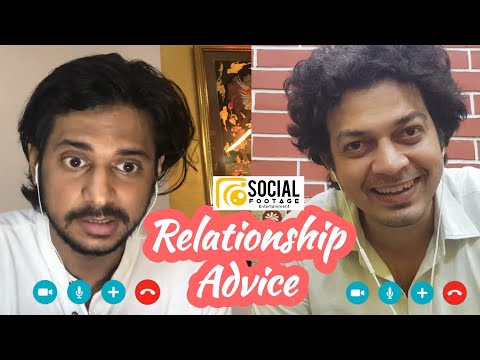 SOCIAL
FOOTAGE
Entertainment
Relationship
Advice